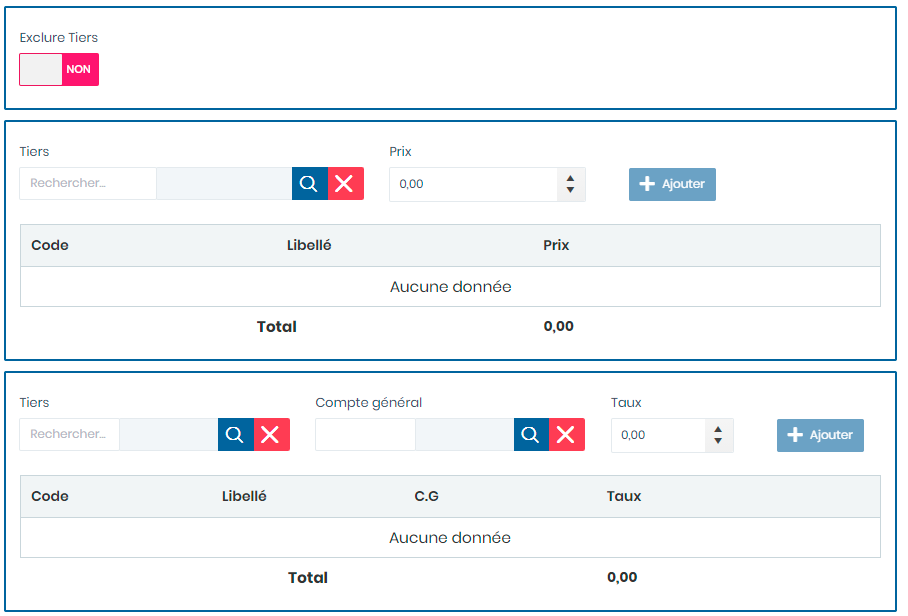 Exclure Tiers
NON
Tiers Prix
Rechercher... 0,00 Ajouter
Code Libellé Prix
Aucune donnée
Total 0,00
Tiers Compte général Taux
Rechercher... 0,00 Ajouter
Code Libellé C.G Taux
Aucune donnée
Total 0,00